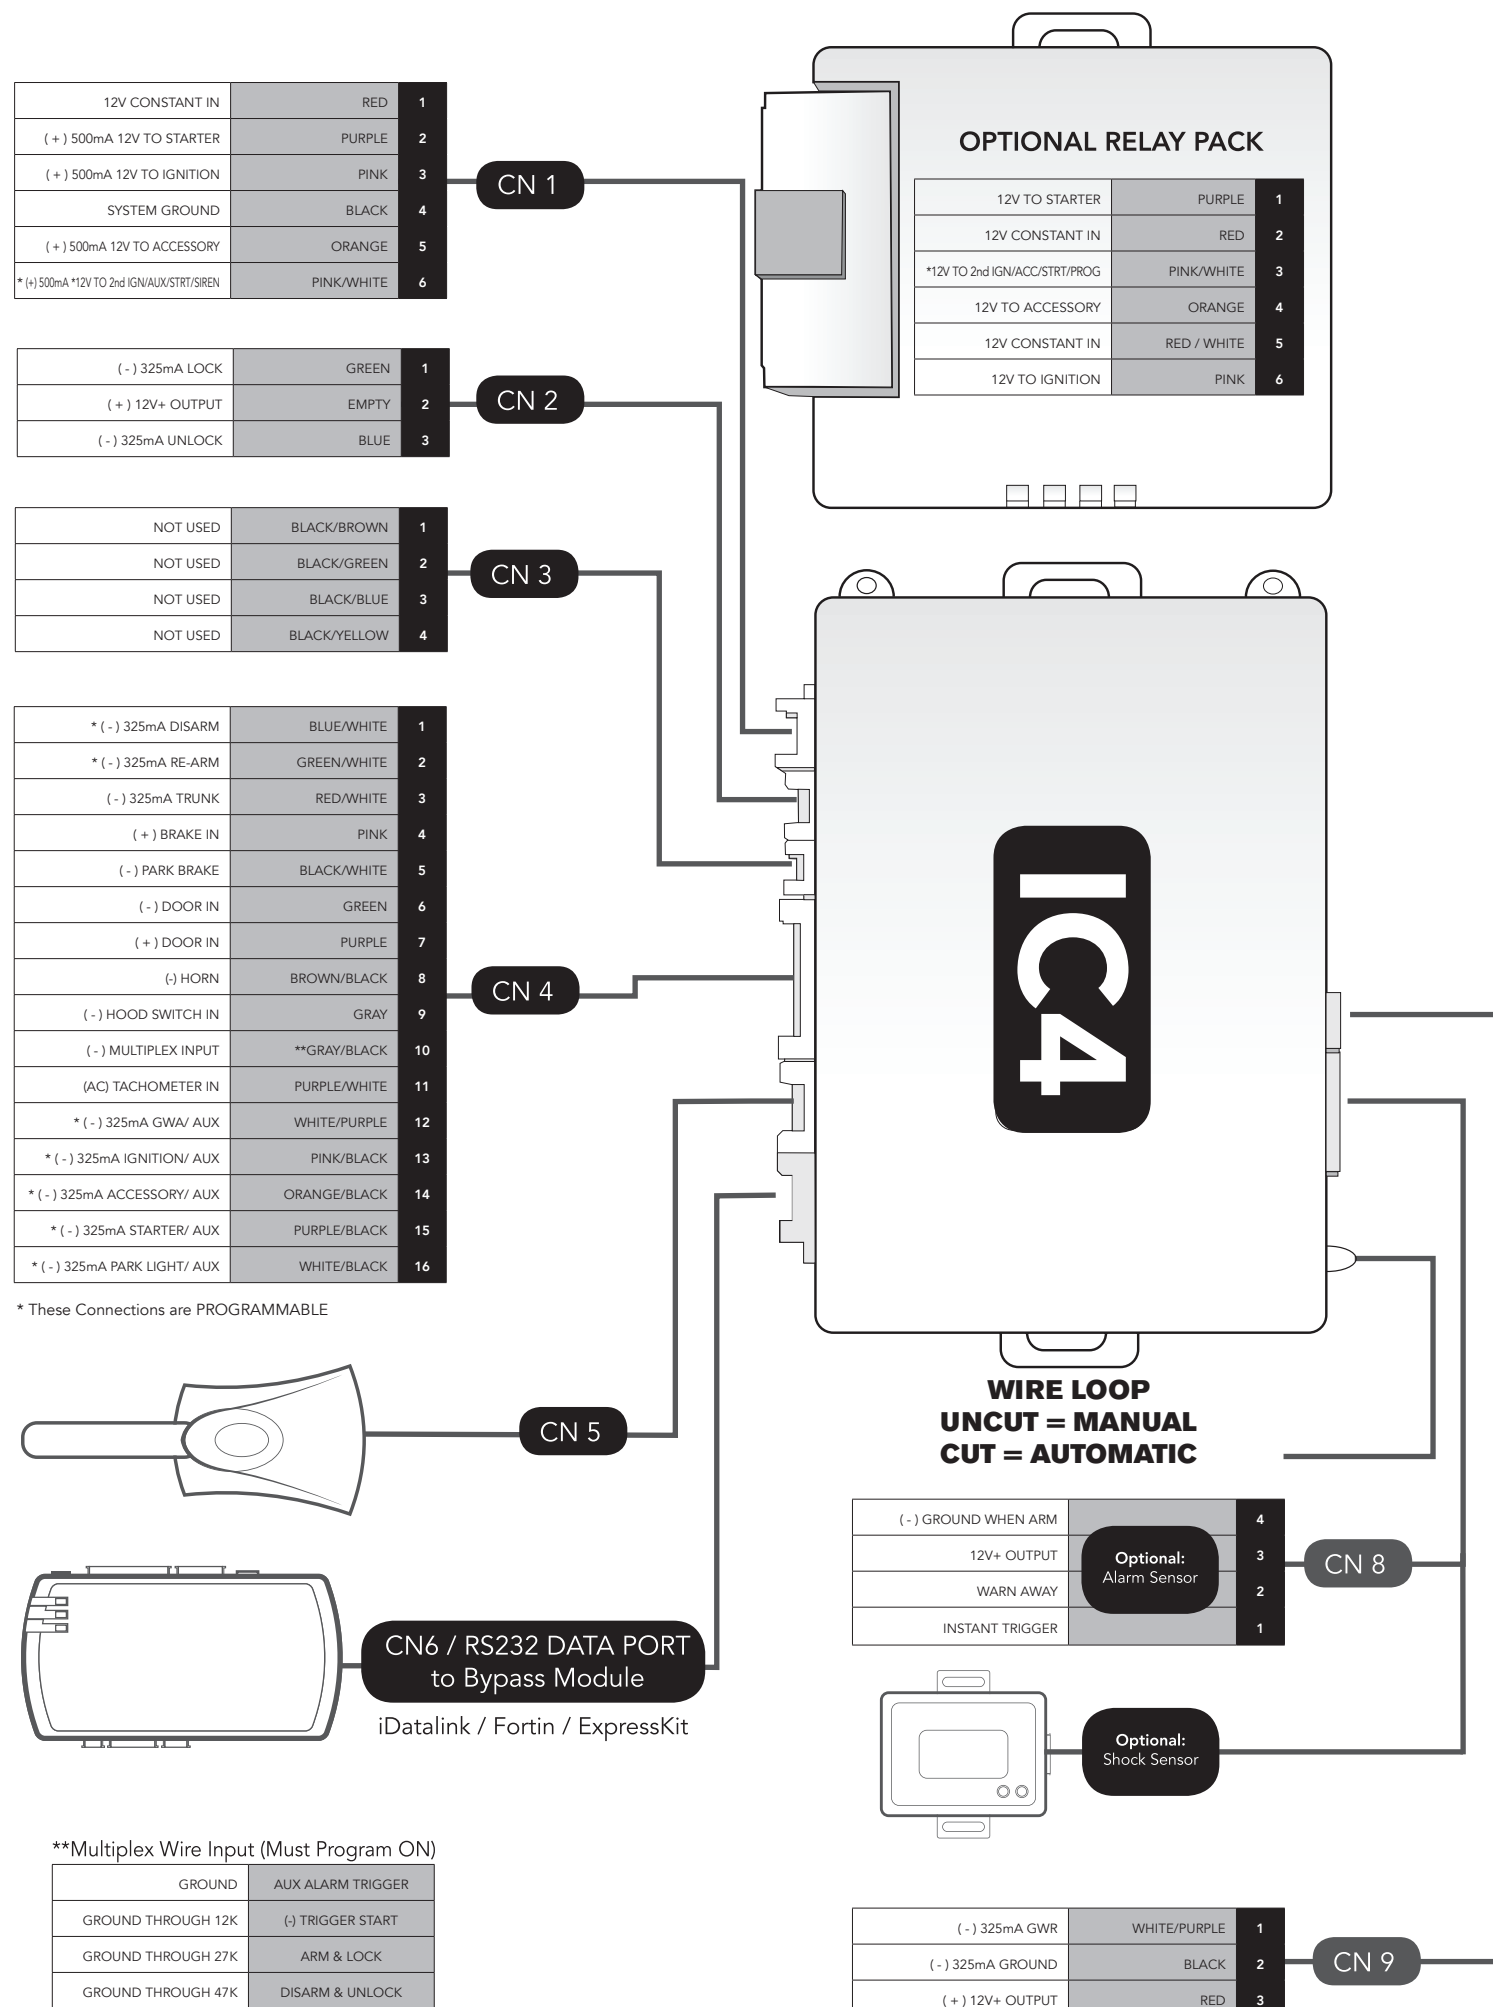 12V CONSTANT IN RED 1
( + ) 500mA 12V TO STARTER PURPLE 2
( + ) 500mA 12V TO IGNITION PINK 3
SYSTEM GROUND BLACK 4
( + ) 500mA 12V TO ACCESSORY ORANGE 5
* (+) 500mA *12V TO 2nd IGN/AUX/STRT/SIREN PINK/WHITE 6
CN 1
( - ) 325mA LOCK GREEN 1
( + ) 12V+ OUTPUT EMPTY 2
( - ) 325mA UNLOCK BLUE 3
CN 2
NOT USED BLACK/BROWN 1
NOT USED BLACK/GREEN 2
NOT USED BLACK/BLUE 3
NOT USED BLACK/YELLOW 4
CN 3
* ( - ) 325mA DISARM BLUE/WHITE 1
* ( - ) 325mA RE-ARM GREEN/WHITE 2
( - ) 325mA TRUNK RED/WHITE 3
( + ) BRAKE IN PINK 4
( - ) PARK BRAKE BLACK/WHITE 5
( - ) DOOR IN GREEN 6
( + ) DOOR IN PURPLE 7
(-) HORN BROWN/BLACK 8
( - ) HOOD SWITCH IN GRAY 9
( - ) MULTIPLEX INPUT **GRAY/BLACK 10
(AC) TACHOMETER IN PURPLE/WHITE 11
* ( - ) 325mA GWA/ AUX WHITE/PURPLE 12
* ( - ) 325mA IGNITION/ AUX PINK/BLACK 13
* ( - ) 325mA ACCESSORY/ AUX ORANGE/BLACK 14
* ( - ) 325mA STARTER/ AUX PURPLE/BLACK 15
* ( - ) 325mA PARK LIGHT/ AUX WHITE/BLACK 16
CN 4
* These Connections are PROGRAMMABLE
CN 5
CN6 / RS232 DATA PORT
to Bypass Module
iDatalink / Fortin / ExpressKit
**Multiplex Wire Input (Must Program ON)
GROUND AUX ALARM TRIGGER
GROUND THROUGH 12K (-) TRIGGER START
GROUND THROUGH 27K ARM & LOCK
GROUND THROUGH 47K DISARM & UNLOCK
OPTIONAL RELAY PACK
12V TO STARTER PURPLE 1
12V CONSTANT IN RED 2
*12V TO 2nd IGN/ACC/STRT/PROG PINK/WHITE 3
12V TO ACCESSORY ORANGE 4
12V CONSTANT IN RED / WHITE 5
12V TO IGNITION PINK 6
IC4
WIRE LOOP
UNCUT = MANUAL
CUT = AUTOMATIC
( - ) GROUND WHEN ARM 4
12V+ OUTPUT 3
WARN AWAY 2
INSTANT TRIGGER 1
Optional:
Alarm Sensor
CN 8
Optional:
Shock Sensor
( - ) 325mA GWR WHITE/PURPLE 1
( - ) 325mA GROUND BLACK 2
( + ) 12V+ OUTPUT RED 3
CN 9